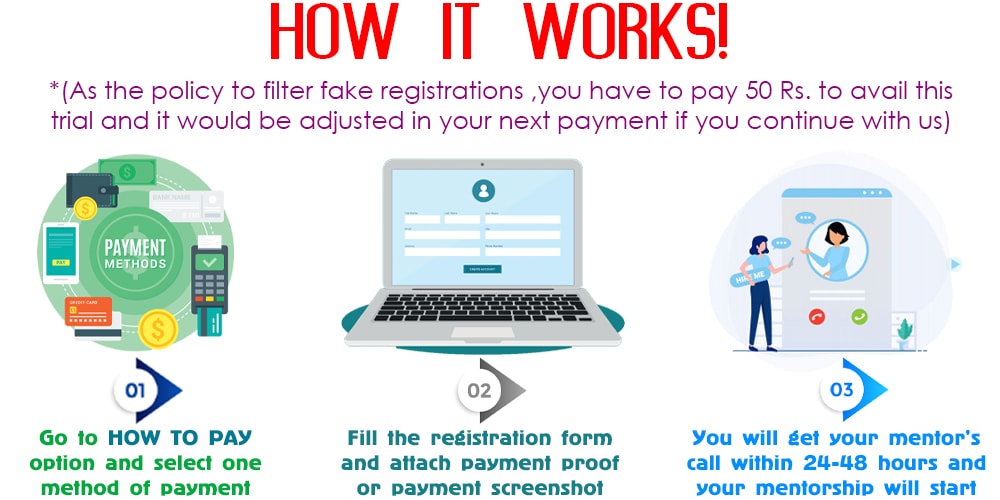 HOW IT WORKS!
*(As the policy to filter fake registrations ,you have to pay 50 Rs. to avail this
trial and it would be adjusted in your next payment if you continue with us)
BANK NAME
PAYMENT
METHODS
PAY
CREDIT CARD
CREATE ACCOUNT
HIRE ME
01
02
03
Go to HOW TO PAY
option and select one
method of payment
Fill the registration form
and attach payment proof
or payment screenshot
You will get your mentor's
call within 24-48 hours and
your mentorship will start